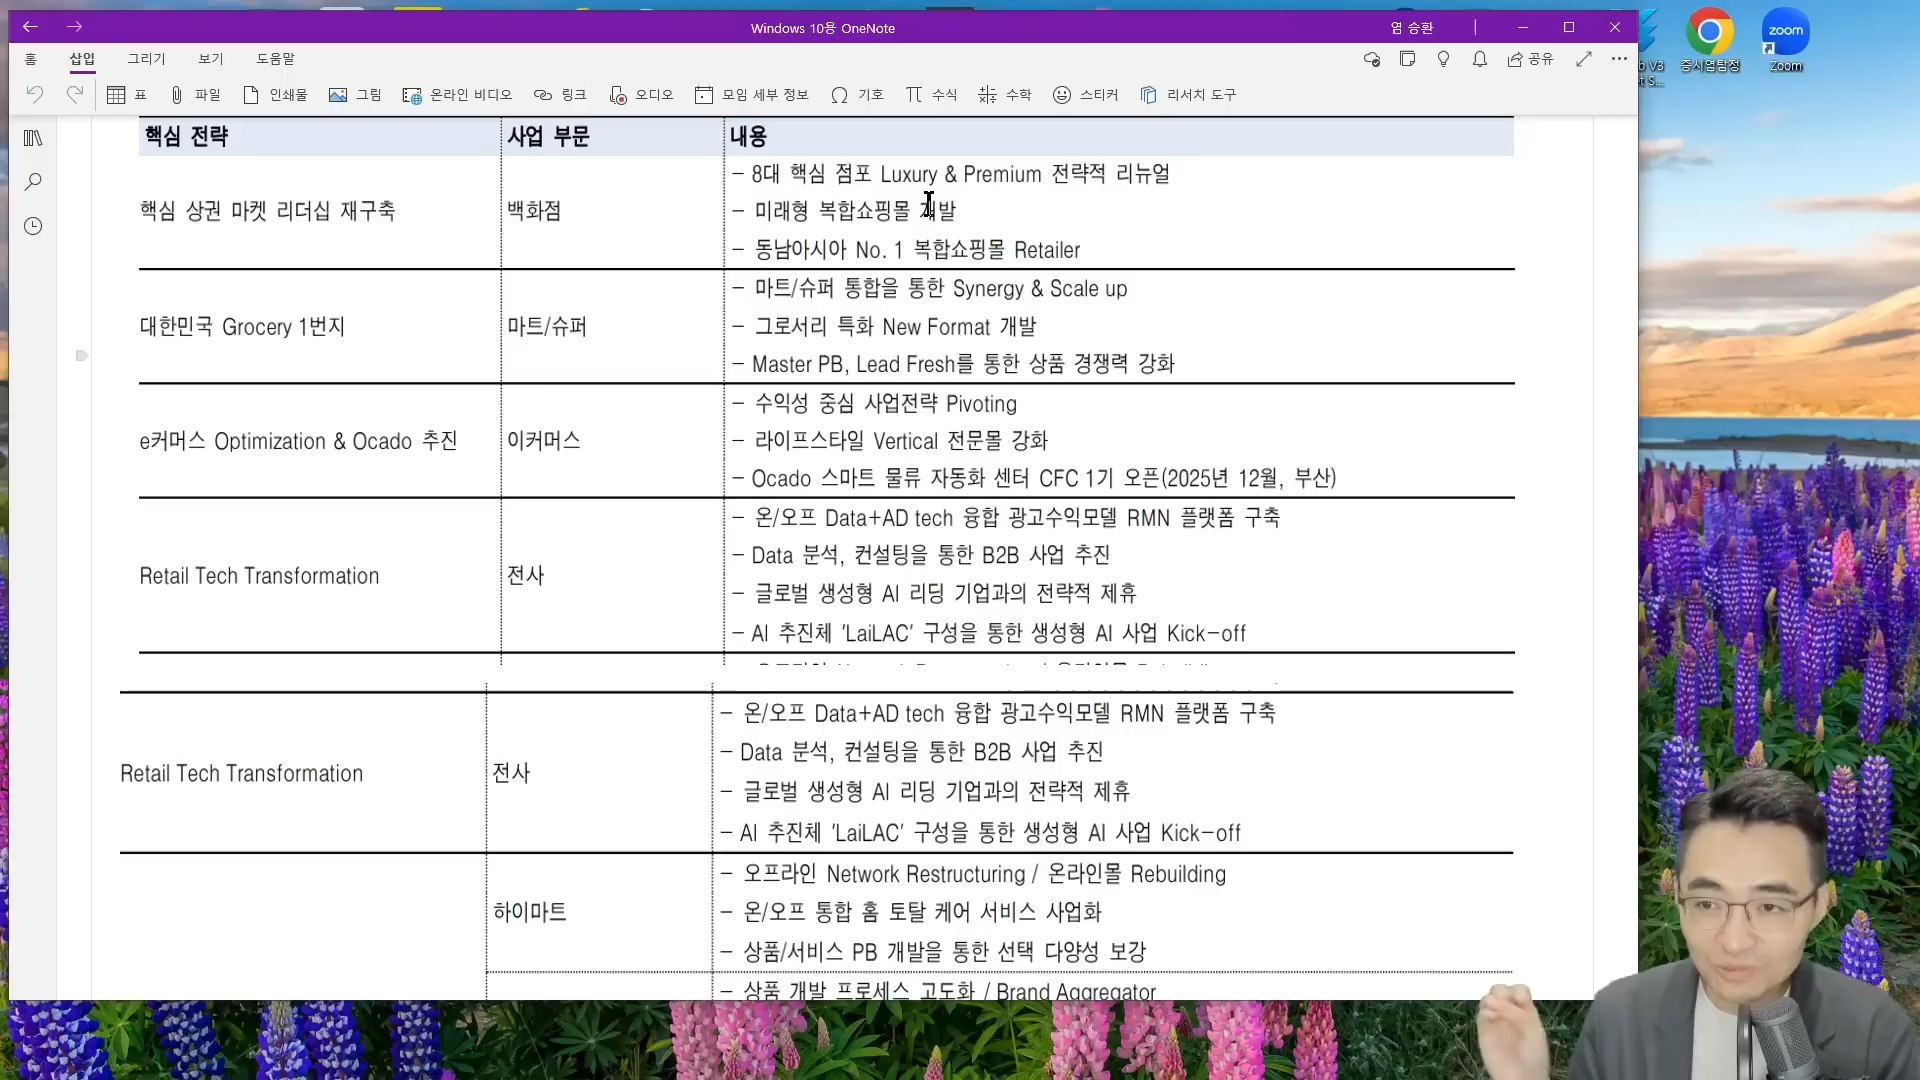 Windows 10용 OneNote
염 승환
홈
삽입
그리기
보기
도움말
공유
표
파일
인쇄물
그림
온라인 비디오
링크
오디오
모임 세부 정보
기호
수식
수학
스티커
리서치 도구
증시염탐정
zoom
Zoom
핵심 전략
사업 부문
내용
핵심 상권 마켓 리더십 재구축
백화점
– 8대 핵심 점포 Luxury & Premium 전략적 리뉴얼
– 미래형 복합쇼핑몰 개발
– 동남아시아 No. 1 복합쇼핑몰 Retailer
대한민국 Grocery 1번지
마트/슈퍼
– 마트/슈퍼 통합을 통한 Synergy & Scale up
– 그로서리 특화 New Format 개발
– Master PB, Lead Fresh를 통한 상품 경쟁력 강화
e커머스 Optimization & Ocado 추진
이커머스
– 수익성 중심 사업전략 Pivoting
– 라이프스타일 Vertical 전문몰 강화
– Ocado 스마트 물류 자동화 센터 CFC 1기 오픈(2025년 12월, 부산)
Retail Tech Transformation
전사
– 온/오프 Data+AD tech 융합 광고수익모델 RMN 플랫폼 구축
– Data 분석, 컨설팅을 통한 B2B 사업 추진
– 글로벌 생성형 AI 리딩 기업과의 전략적 제휴
– AI 추진체 'LaiLAC' 구성을 통한 생성형 AI 사업 Kick-off
Retail Tech Transformation
전사
– 온/오프 Data+AD tech 융합 광고수익모델 RMN 플랫폼 구축
– Data 분석, 컨설팅을 통한 B2B 사업 추진
– 글로벌 생성형 AI 리딩 기업과의 전략적 제휴
– AI 추진체 'LaiLAC' 구성을 통한 생성형 AI 사업 Kick-off
하이마트
– 오프라인 Network Restructuring / 온라인몰 Rebuilding
– 온/오프 통합 홈 토탈 케어 서비스 사업화
– 상품/서비스 PB 개발을 통한 선택 다양성 보강
– 상품 개발 프로세스 고도화 / Brand Aggregator